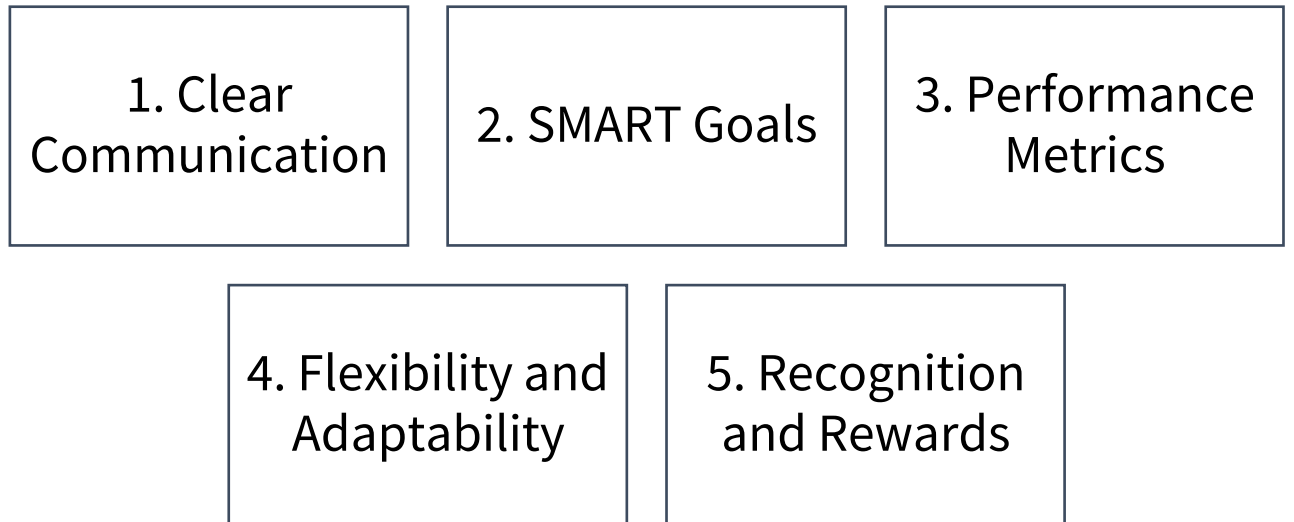 1. Clear
Communication
2. SMART Goals
3. Performance
Metrics
4. Flexibility and
Adaptability
5. Recognition
and Rewards